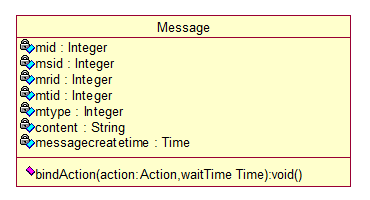 Message
mid : Integer
msid : Integer
mrid : Integer
mtid : Integer
mtype : Integer
content : String
messagecreatetime : Time
bindAction(action:Action,waitTime Time):void()